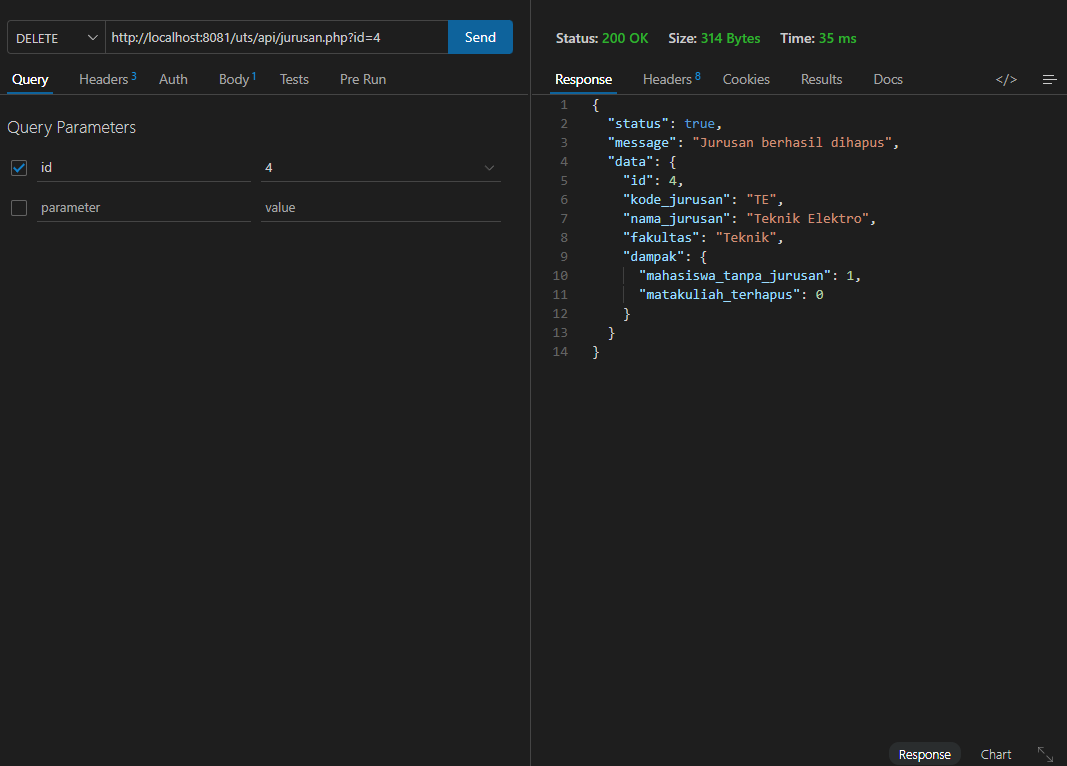 DELETE http://localhost:8081/uts/api/jurusan.php?id=4 Send
Query Headers 3 Auth Body 1 Tests Pre Run
Query Parameters
id 4
parameter value
Status: 200 OK Size: 314 Bytes Time: 35 ms
Response Headers 8 Cookies Results Docs </>
1 {
2 "status": true,
3 "message": "Jurusan berhasil dihapus",
4 "data": {
5 "id": 4,
6 "kode_jurusan": "TE",
7 "nama_jurusan": "Teknik Elektro",
8 "fakultas": "Teknik",
9 "dampak": {
10 "mahasiswa_tanpa_jurusan": 1,
11 "matakuliah_terhapus": 0
12 }
13 }
14 }
Response Chart